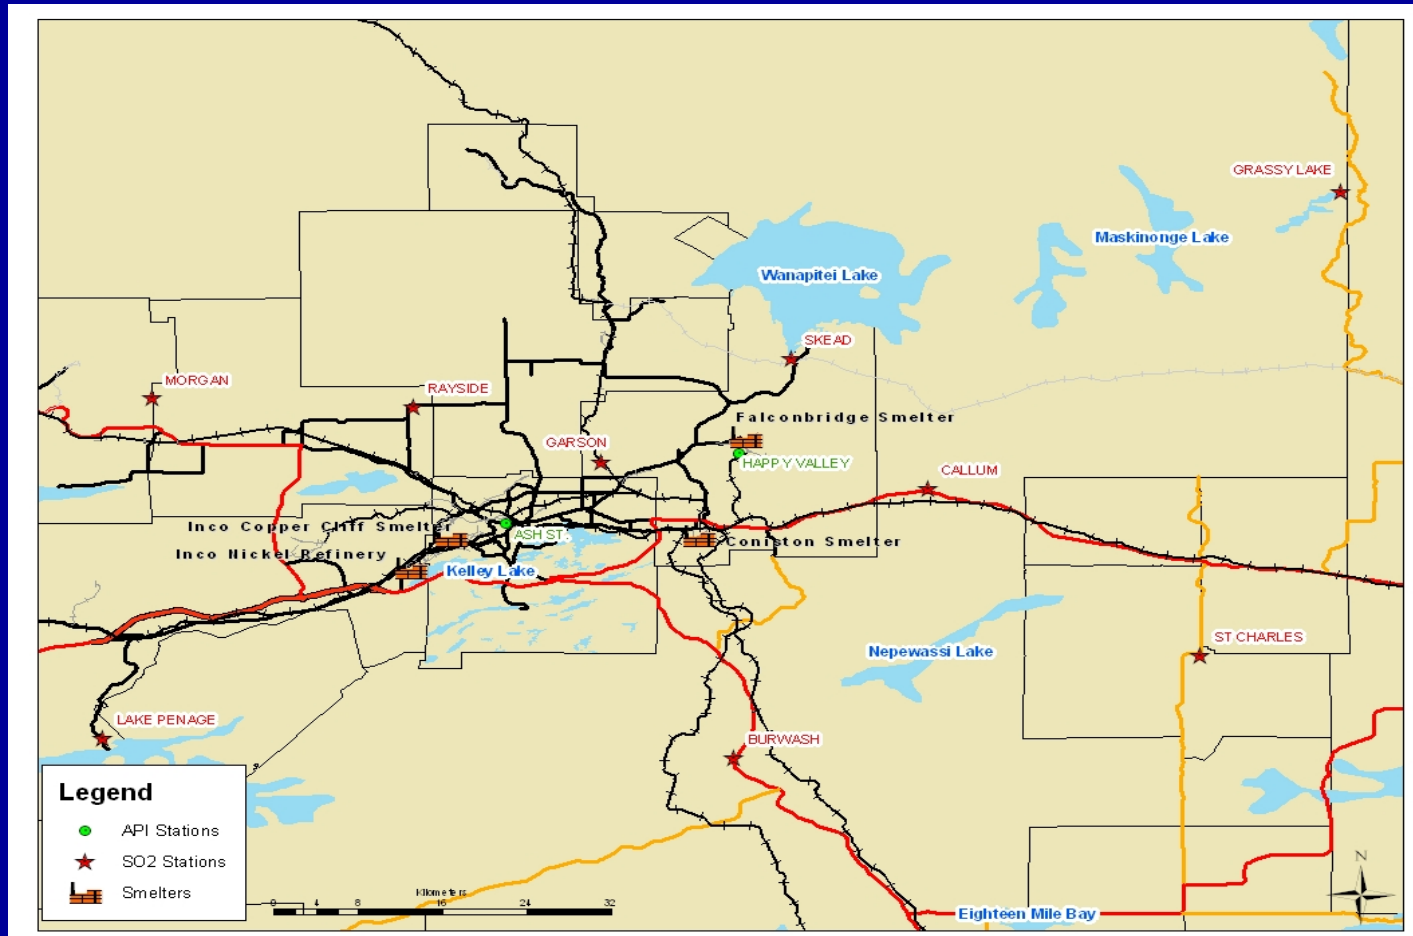 GRASSY LAKE
Maskinonge Lake
Wanapitei Lake
SKEAD
MORGAN
RAYSIDE
Falconbridge Smelter
GARSON
HAPPY VALLEY
CALLUM
Inco Copper Cliff Smelter
ASH ST.
Coniston Smelter
Inco Nickel Refinery
Kelley Lake
ST CHARLES
Nepewassi Lake
LAKE PENAGE
BURWASH
Legend
API Stations
SO2 Stations
Smelters
Kilometers
0 4 8 16 24 32
N
Eighteen Mile Bay